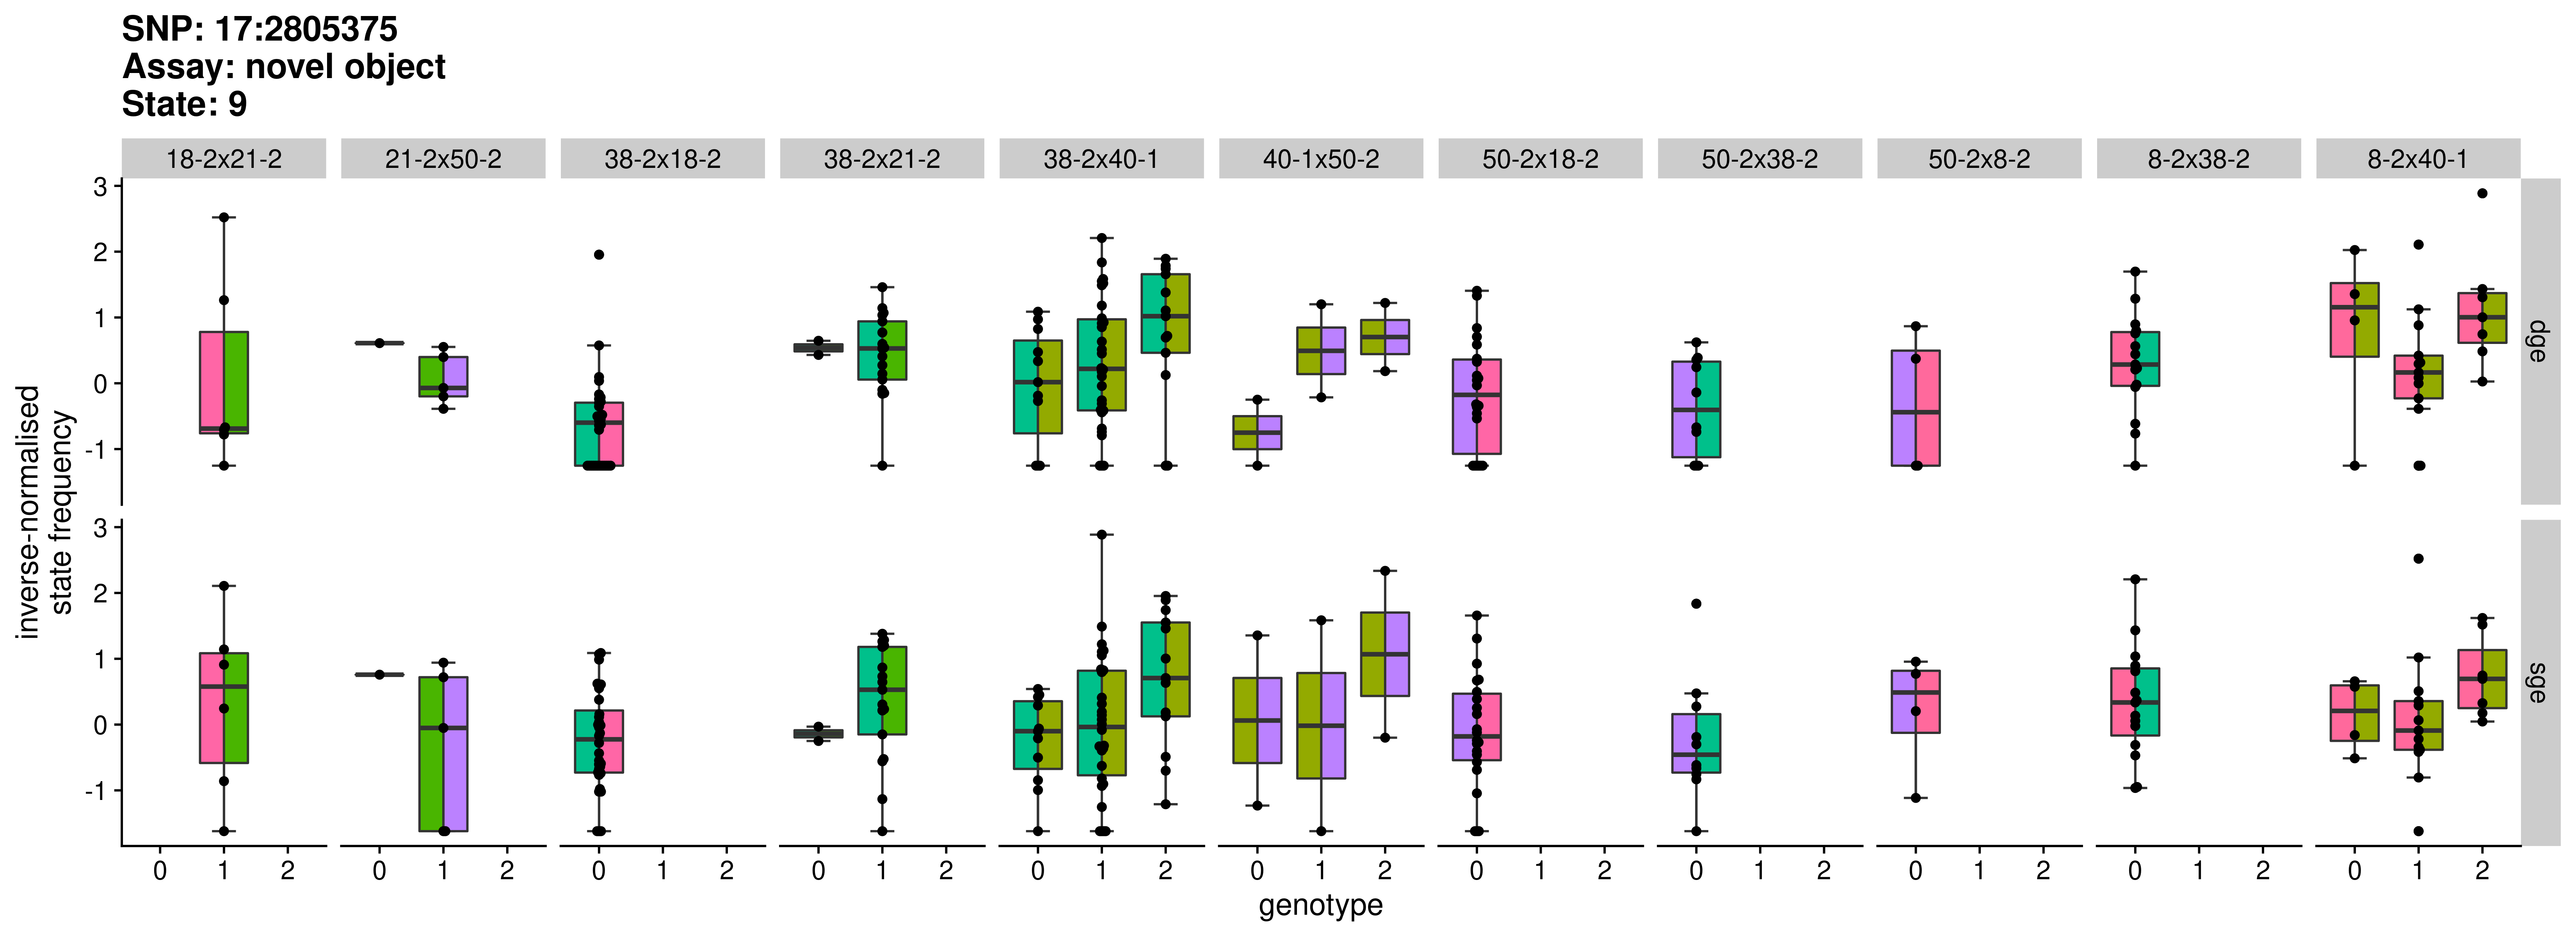 SNP: 17:2805375
Assay: novel object
State: 9
18-2x21-2 21-2x50-2 38-2x18-2 38-2x21-2 38-2x40-1 40-1x50-2 50-2x18-2 50-2x38-2 50-2x8-2 8-2x38-2 8-2x40-1
3
2
1
0
-1
dge
3
2
1
0
-1
sge
inverse-normalised
state frequency
0 1 2 0 1 2 0 1 2 0 1 2 0 1 2 0 1 2 0 1 2 0 1 2 0 1 2 0 1 2 0 1 2
genotype